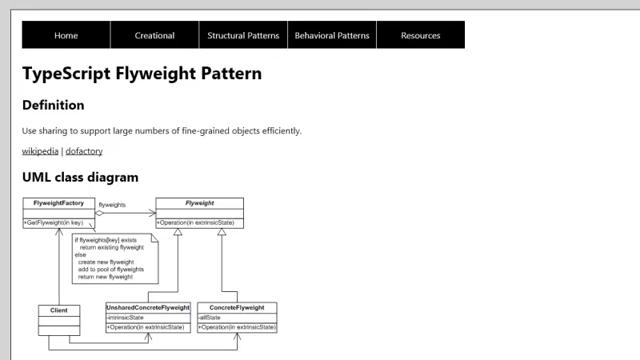 Home Creational Structural Patterns Behavioral Patterns Resources
TypeScript Flyweight Pattern
Definition
Use sharing to support large numbers of fine-grained objects efficiently.
wikipedia | dofactory
UML class diagram
FlyweightFactory
flyweights
Flyweight
+GetFlyweight(in key)
+Operation(in extrinsicState)
if flyweights[key] exists
return existing flyweight
else
create new flyweight
add to pool of flyweights
return new flyweight
Client
UnsharedConcreteFlyweight
ConcreteFlyweight
-intrinsicState
-allState
+Operation(in extrinsicState)
+Operation(in extrinsicState)